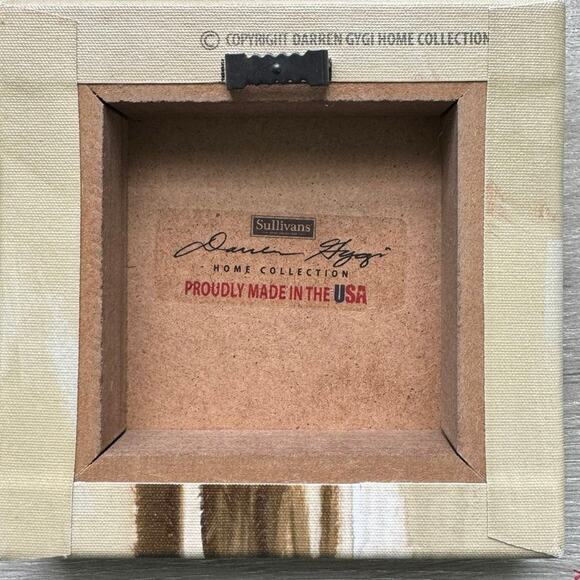 © COPYRIGHT DARREN GYGI HOME COLLECTION
Sullivans
Darren Gygi
HOME COLLECTION
PROUDLY MADE IN THE USA